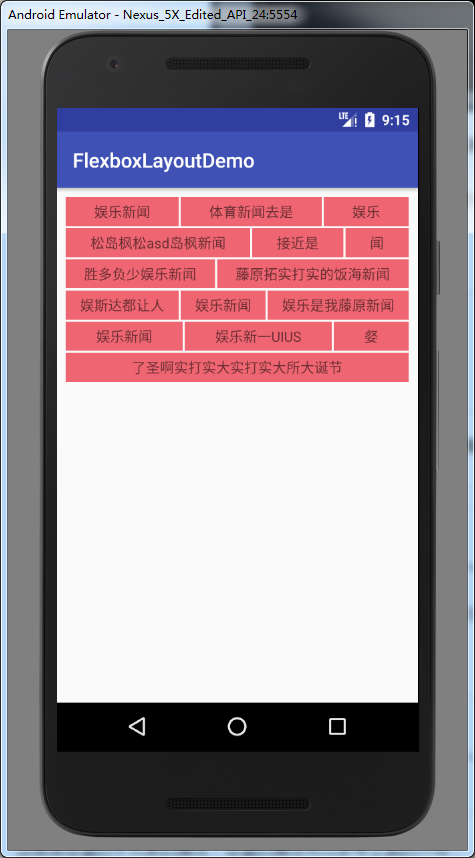 Android Emulator - Nexus_5X_Edited_API_24:5554
LTE 9:15
FlexboxLayoutDemo
娱乐新闻 体育新闻去是 娱乐
松岛枫松asd岛枫新闻 接近是 闻
胜多负少娱乐新闻 藤原拓实打实的饭海新闻
娱斯达都让人 娱乐新闻 娱乐是我藤原新闻
娱乐新闻 娱乐新一UIUS
了圣啊实打实大实打实大所大诞节